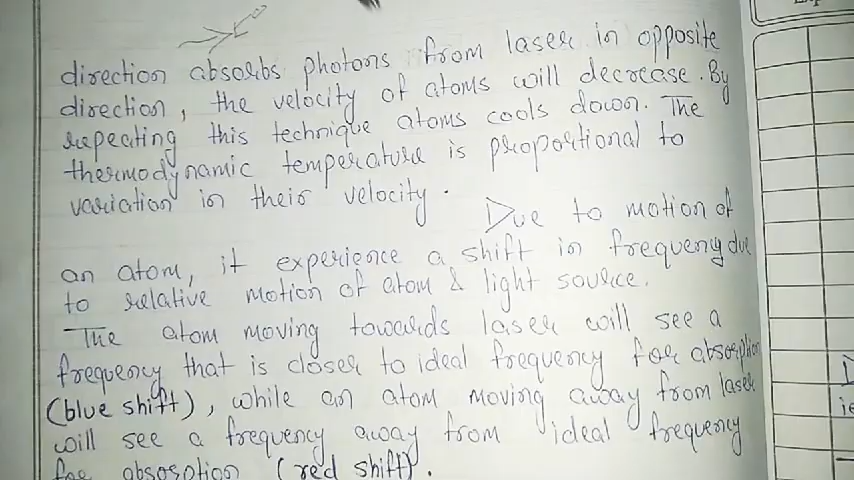 direction absorbs photons from laser in opposite
direction, the velocity of atoms will decrease. By
repeating this technique atoms cools down. The
thermodynamic temperature is proportional to
variation in their velocity.
Due to motion of
an atom, it experience a shift in frequency due
to relative motion of atom & light source.
The atom moving towards laser will see a
frequency that is closer to ideal frequency for absorption
(blue shift), while an atom moving away from laser
will see a frequency away from ideal frequency
for absorption (red shift).